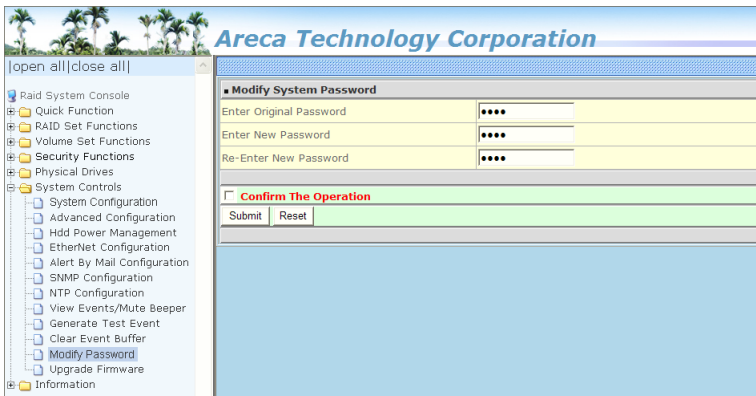 Areca Technology Corporation
|open all|close all|
Raid System Console
Quick Function
RAID Set Functions
Volume Set Functions
Security Functions
Physical Drives
System Controls
System Configuration
Advanced Configuration
Hdd Power Management
EtherNet Configuration
Alert By Mail Configuration
SNMP Configuration
NTP Configuration
View Events/Mute Beeper
Generate Test Event
Clear Event Buffer
Modify Password
Upgrade Firmware
Information
Modify System Password
Enter Original Password ••••
Enter New Password ••••
Re-Enter New Password ••••
Confirm The Operation
Submit Reset